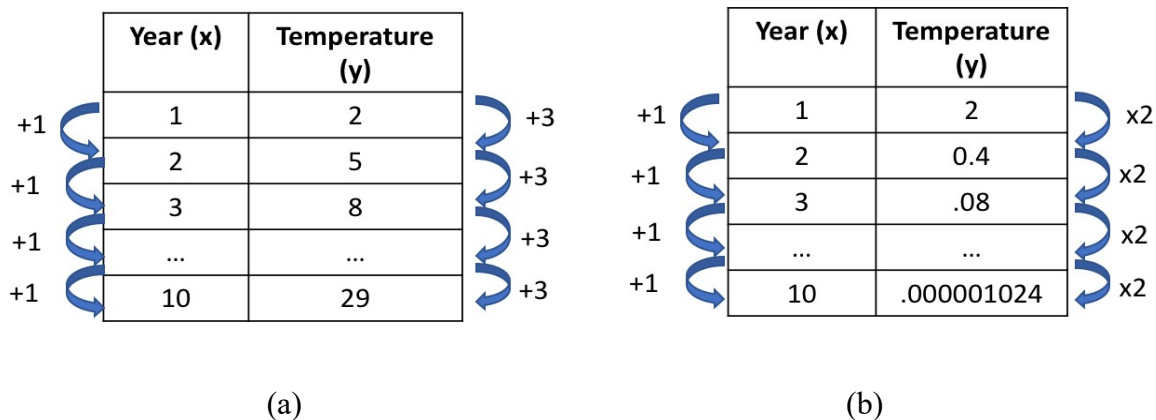 Year (x) Temperature (y)
1 2
2 5
3 8
... ...
10 29
+1
+1
+1
+1
+3
+3
+3
+3
(a)
Year (x) Temperature (y)
1 2
2 0.4
3 .08
... ...
10 .000001024
+1
+1
+1
+1
x2
x2
x2
x2
(b)